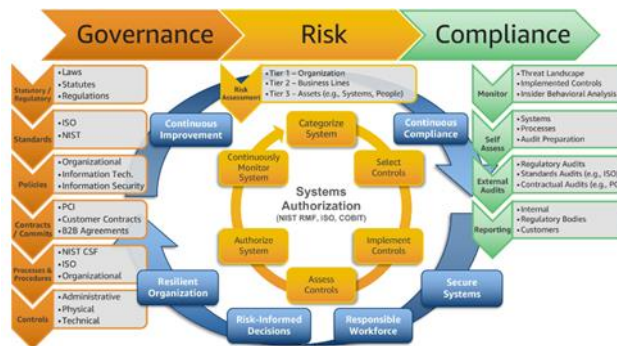 Governance
Risk
Compliance
Statutory /
Regulatory
•Laws
•Statutes
•Regulations
Standards
•ISO
•NIST
Policies
•Organizational
•Information Tech.
•Information Security
Contracts
/ Commits
•PCI
•Customer Contracts
•B2B Agreements
Processes &
Procedures
•NIST CSF
•ISO
•Organizational
Controls
•Administrative
•Physical
•Technical
Risk
Assessment
•Tier 1 – Organization
•Tier 2 – Business Lines
•Tier 3 – Assets (e.g., Systems, People)
Continuous
Improvement
Continuous
Compliance
Categorize
System
Select
Controls
Implement
Controls
Assess
Controls
Authorize
System
Continuously
Monitor
System
Systems
Authorization
(NIST RMF, ISO, COBIT)
Resilient
Organization
Risk-Informed
Decisions
Responsible
Workforce
Secure
Systems
Monitor
•Threat Landscape
•Implemented Controls
•Insider Behavioral Analysis
Self
Assess
•Systems
•Processes
•Audit Preparation
External
Audits
•Regulatory Audits
•Standards Audits (e.g., ISO)
•Contractual Audits (e.g., PC
Reporting
•Internal
•Regulatory Bodies
•Customers